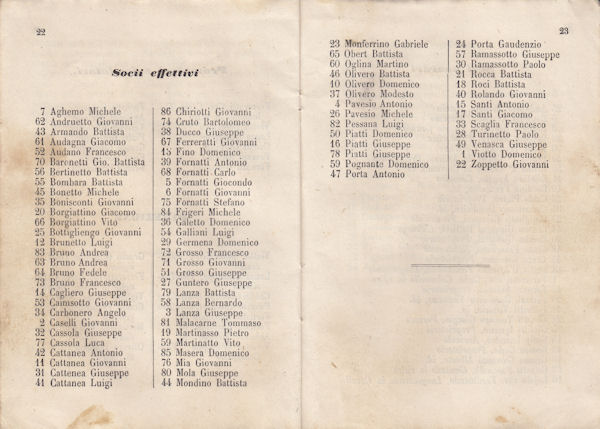 22
Socii effettivi
7 Aghemo Michele
62 Andruetto Giovanni
43 Armando Battista
61 Audagna Giacomo
52 Audano Francesco
70 Baronetti Gio. Battista
56 Bertinetto Battista
55 Bombara Battista
45 Bonetto Michele
35 Bonisconti Giovanni
20 Borgiattino Giacomo
66 Borgiattino Vito
25 Bottigliengo Giovanni
12 Brunetto Luigi
83 Bruno Andrea
63 Bruno Andrea
64 Bruno Fedele
73 Bruno Francesco
14 Cagliero Giuseppe
53 Camisotto Giovanni
34 Carbonero Angelo
2 Caselli Giovanni
32 Cassola Giuseppe
77 Cassola Luca
42 Cattanea Antonio
11 Cattanea Giovanni
31 Cattenea Giuseppe
41 Cattanea Luigi
86 Chiriotti Giovanni
74 Cruto Bartolomeo
38 Ducco Giuseppe
67 Ferreratti Giovanni
13 Fino Domenico
39 Fornatti Antonio
68 Fornatti Carlo
5 Fornatti Giocondo
6 Fornatti Giovanni
75 Fornatti Stefano
84 Frigeri Michele
36 Galetto Domenico
54 Galliani Luigi
29 Germena Domenico
72 Grosso Francesco
71 Grosso Giovanni
51 Grosso Giuseppe
27 Guntero Giuseppe
79 Lanza Battista
58 Lanza Bernardo
3 Lanza Giuseppe
81 Malacarne Tommaso
19 Martinasso Pietro
59 Martinatto Vito
85 Masera Domenico
76 Mia Giovanni
80 Mola Giuseppe
44 Mondino Battista
23
23 Monferrino Gabriele
65 Obert Battista
60 Oglina Martino
46 Olivero Battista
10 Olivero Domenico
37 Olivero Modesto
4 Pavesio Antonio
26 Pavesio Michele
82 Pessana Luigi
50 Piatti Domenico
16 Piatti Giuseppe
78 Piatti Giuseppe
59 Pognante Domenico
47 Porta Antonio
24 Porta Gaudenzio
57 Ramassotto Giuseppe
30 Ramassotto Paolo
21 Rocca Battista
18 Roci Battista
40 Rolando Giovanni
15 Santi Antonio
17 Santi Giacomo
33 Scaglia Francesco
28 Turinetto Paolo
49 Venasca Giuseppe
1 Viotto Domenico
22 Zoppetto Giovanni